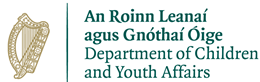 An Roinn Leanaí
agus Gnóthaí Óige
Department of Children
and Youth Affairs